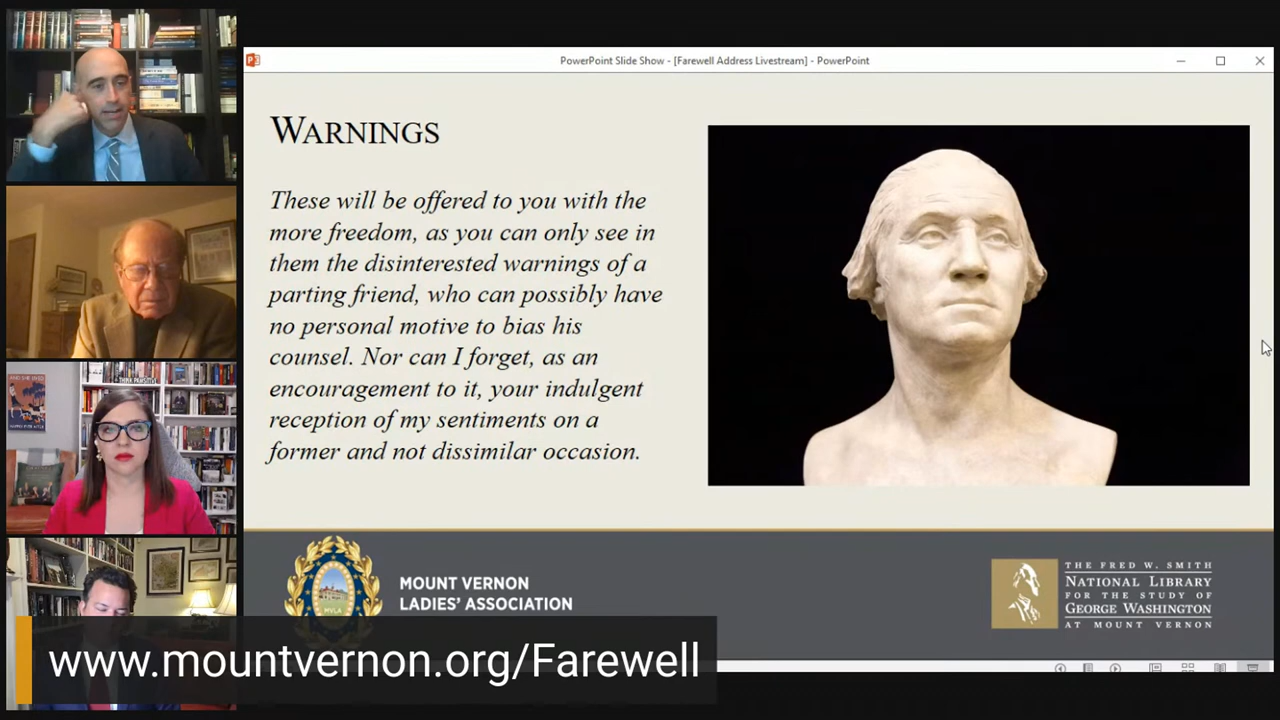 PowerPoint Slide Show - [Farewell Address Livestream] - PowerPoint
WARNINGS
These will be offered to you with the
more freedom, as you can only see in
them the disinterested warnings of a
parting friend, who can possibly have
no personal motive to bias his
counsel. Nor can I forget, as an
encouragement to it, your indulgent
reception of my sentiments on a
former and not dissimilar occasion.
MVLA
MOUNT VERNON
LADIES' ASSOCIATION
THE FRED W. SMITH
NATIONAL LIBRARY
FOR THE STUDY OF
GEORGE WASHINGTON
AT MOUNT VERNON
www.mountvernon.org/Farewell